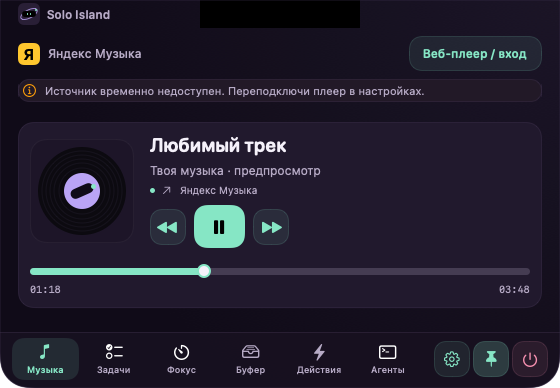 Solo Island
Я Яндекс Музыка
Веб-плеер / вход
Источник временно недоступен. Переподключи плеер в настройках.
Любимый трек
Твоя музыка · предпросмотр
Яндекс Музыка
01:18
03:48
Музыка
Задачи
Фокус
Буфер
Действия
Агенты